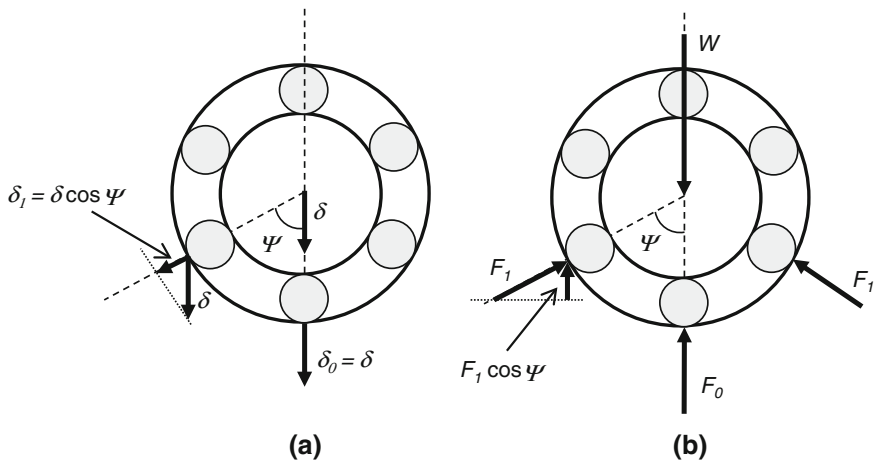 δ₁ = δ cos Ψ
Ψ
δ
δ
δ₀ = δ
(a)
W
Ψ
F₁
F₁
F₁ cos Ψ
F₀
(b)